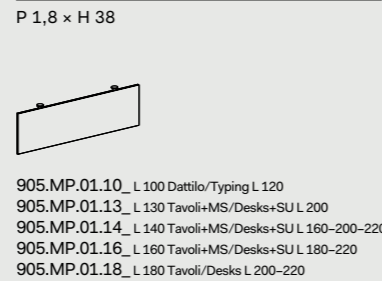 P 1,8 × H 38
905.MP.01.10_ L 100 Dattilo/Typing L 120
905.MP.01.13_ L 130 Tavoli+MS/Desks+SU L 200
905.MP.01.14_ L 140 Tavoli+MS/Desks+SU L 160–200–220
905.MP.01.16_ L 160 Tavoli+MS/Desks+SU L 180–220
905.MP.01.18_ L 180 Tavoli/Desks L 200–220